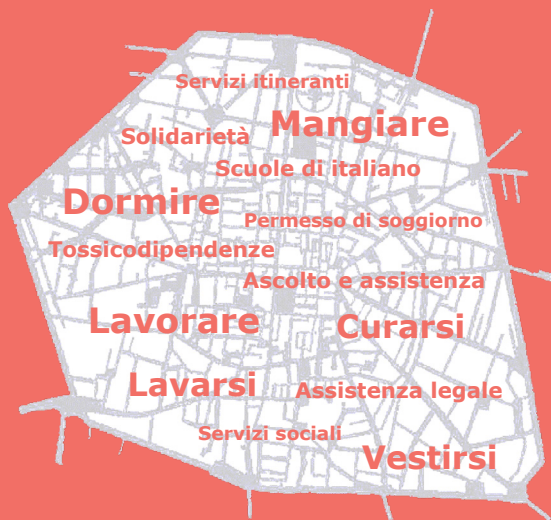 Servizi itineranti
Mangiare
Solidarietà
Scuole di italiano
Dormire
Permesso di soggiorno
Tossicodipendenze
Ascolto e assistenza
Lavorare
Curarsi
Lavarsi
Assistenza legale
Servizi sociali
Vestirsi